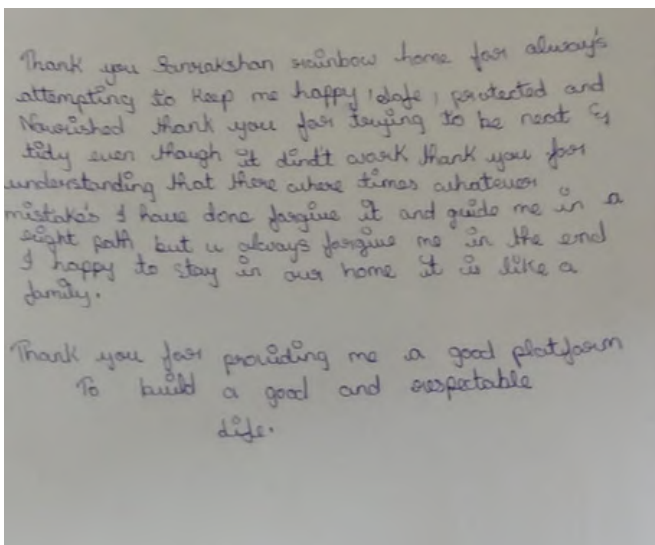 Thank you Sanrakshan rainbow home for always
attempting to keep me happy, safe, protected and
Nourished thank you for trying to be neat &
tidy even though it dind't work thank you for
understanding that there where times whatever
mistake's I have done forgive it and guide me in a
right path but u always forgive me in the end
I happy to stay in our home it is like a
family.
Thank you for providing me a good platform
To build a good and respectable
life.